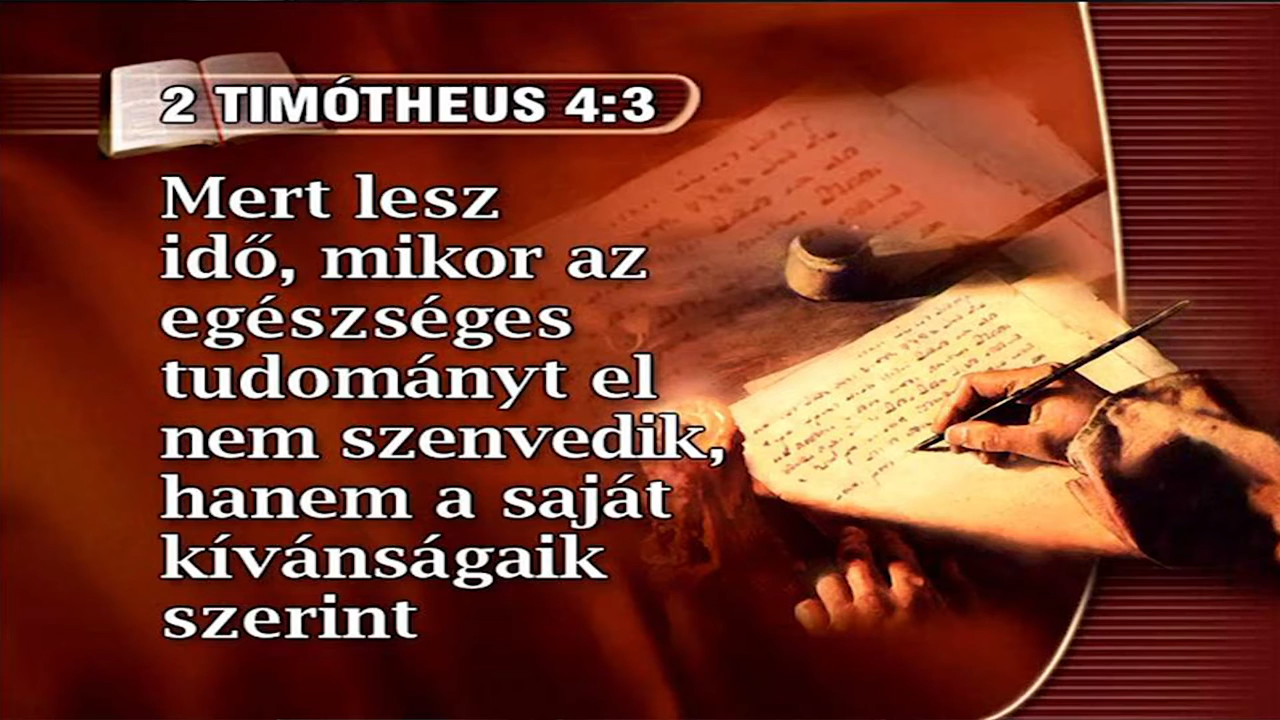 2 TIMÓTHEUS 4:3
Mert lesz
idő, mikor az
egészséges
tudományt el
nem szenvedik,
hanem a saját
kívánságaik
szerint